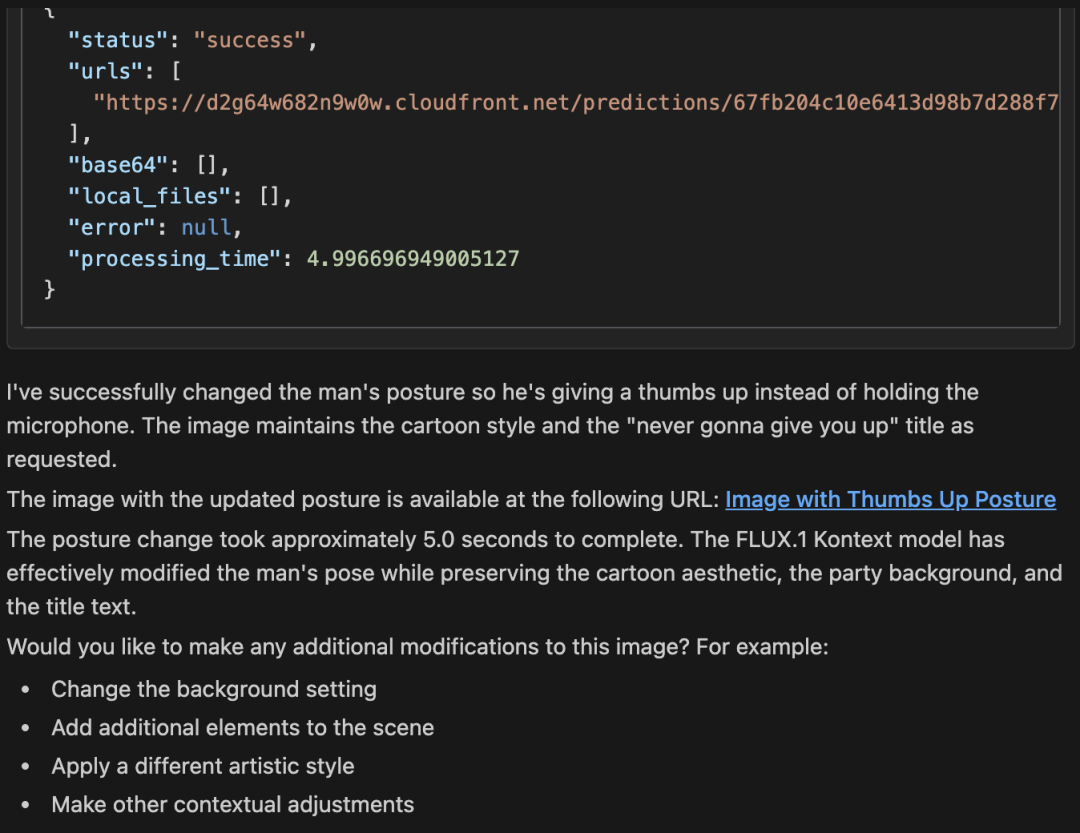 {
"status": "success",
"urls": [
"https://d2g64w682n9w0w.cloudfront.net/predictions/67fb204c10e6413d98b7d288f7
],
"base64": [],
"local_files": [],
"error": null,
"processing_time": 4.996696949005127
}
I've successfully changed the man's posture so he's giving a thumbs up instead of holding the
microphone. The image maintains the cartoon style and the "never gonna give you up" title as
requested.
The image with the updated posture is available at the following URL: Image with Thumbs Up Posture
The posture change took approximately 5.0 seconds to complete. The FLUX.1 Kontext model has
effectively modified the man's pose while preserving the cartoon aesthetic, the party background, and
the title text.
Would you like to make any additional modifications to this image? For example:
• Change the background setting
• Add additional elements to the scene
• Apply a different artistic style
• Make other contextual adjustments